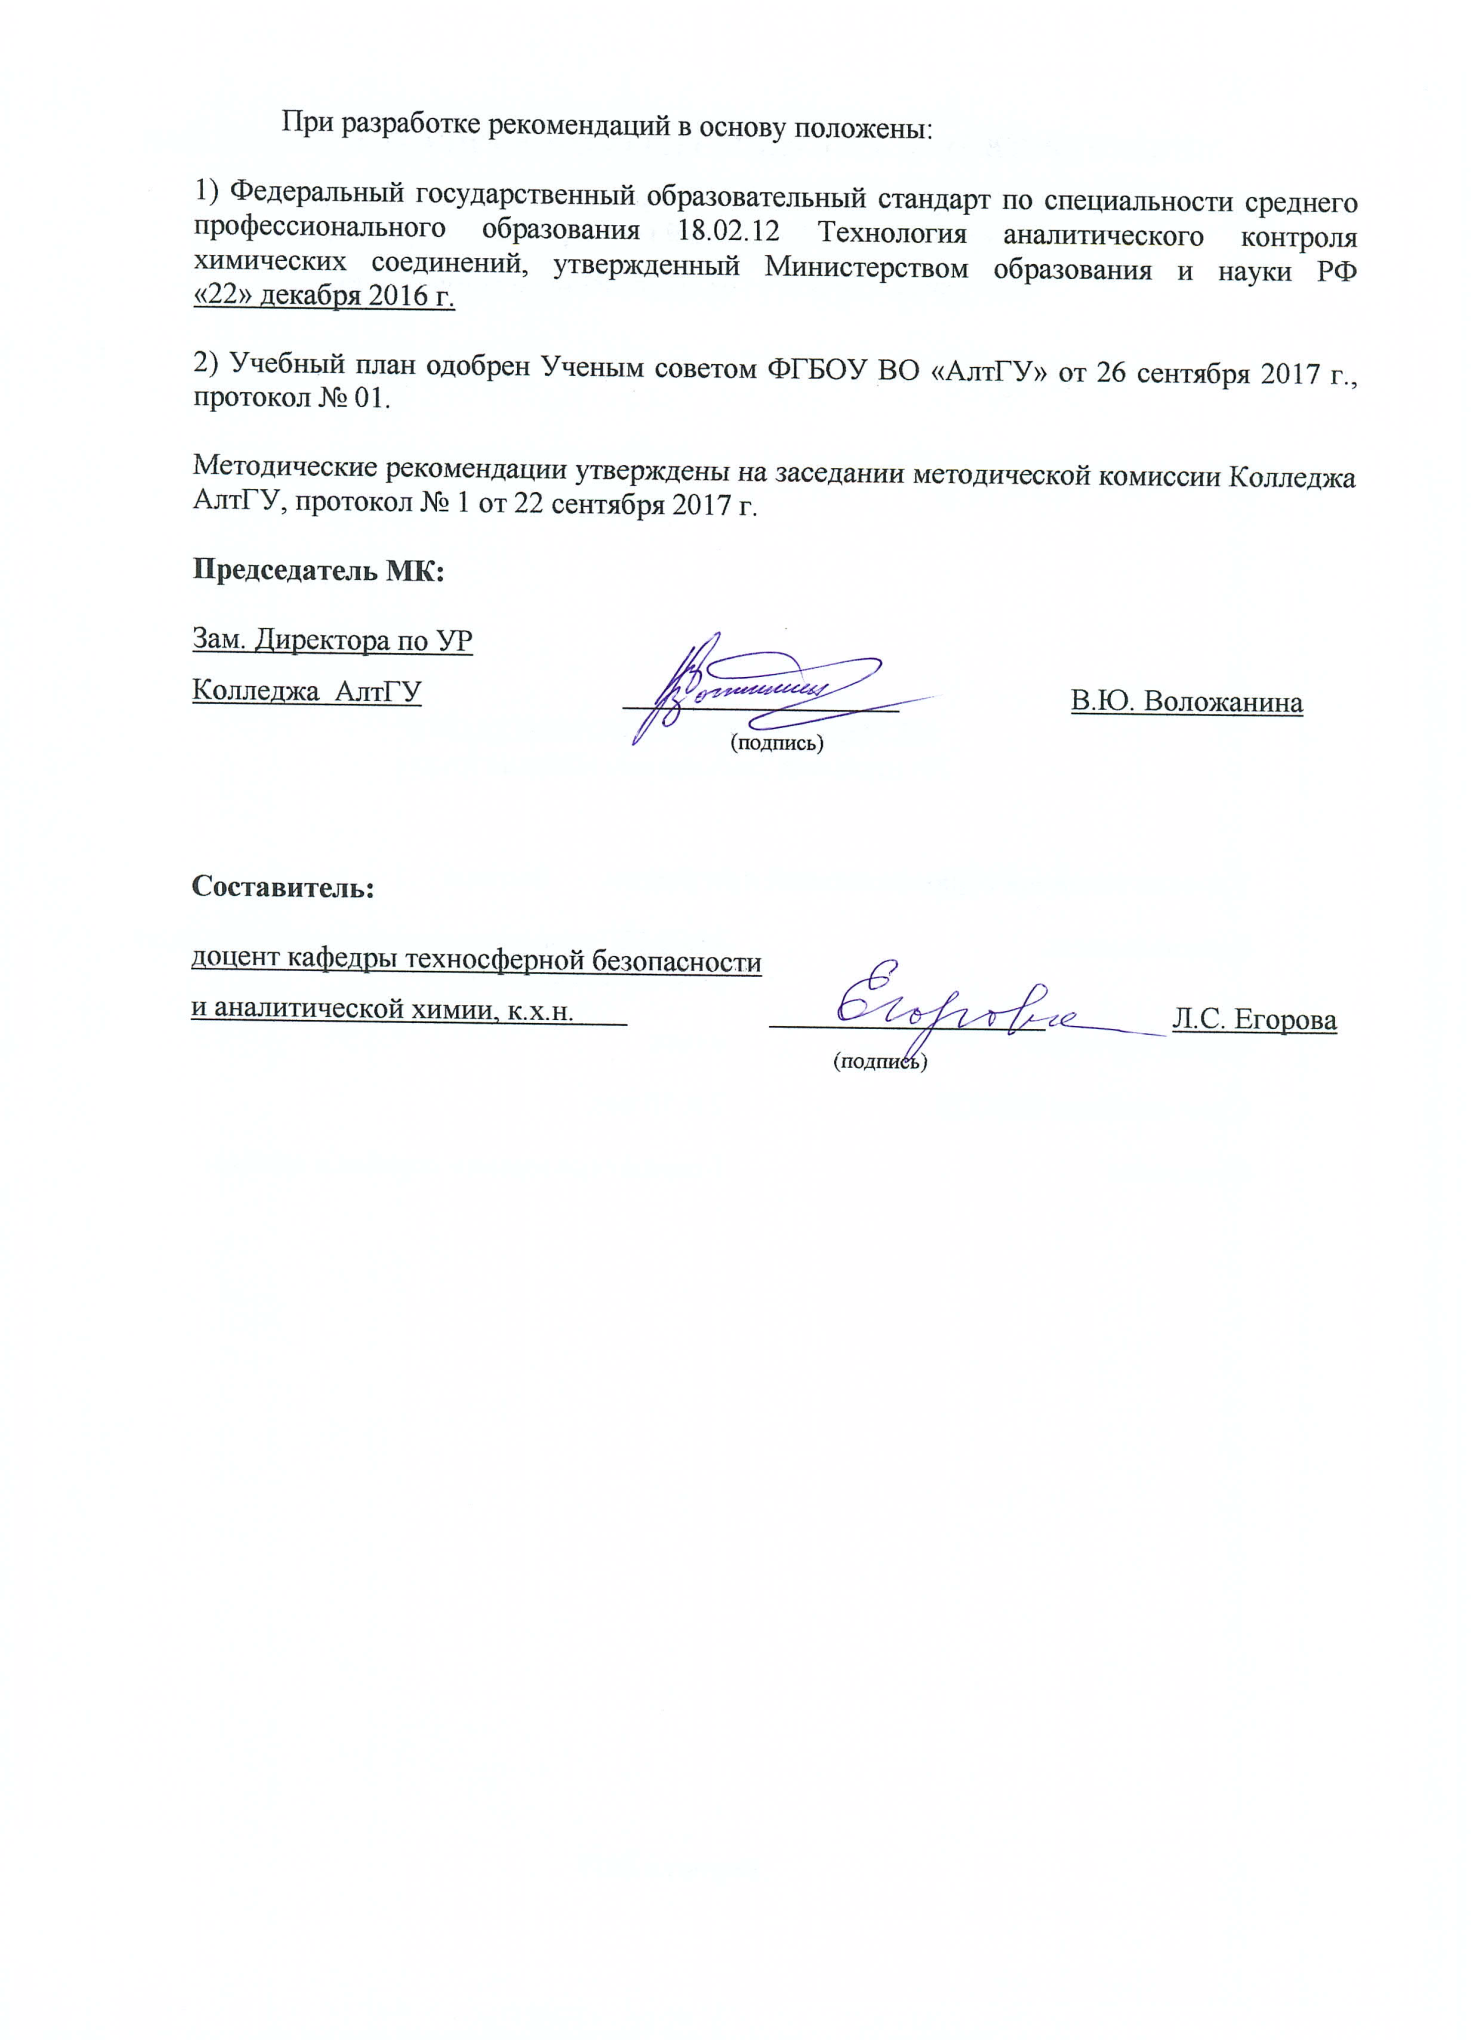 При разработке рекомендаций в основу положены:
1) Федеральный государственный образовательный стандарт по специальности среднего
профессионального образования 18.02.12 Технология аналитического контроля
химических соединений, утвержденный Министерством образования и науки РФ
«22» декабря 2016 г.
2) Учебный план одобрен Ученым советом ФГБОУ ВО «АлтГУ» от 26 сентября 2017 г.,
протокол № 01.
Методические рекомендации утверждены на заседании методической комиссии Колледжа
АлтГУ, протокол № 1 от 22 сентября 2017 г.
Председатель МК:
Зам. Директора по УР
Колледжа АлтГУ В.Ю. Воложанина
(подпись)
Составитель:
доцент кафедры техносферной безопасности
и аналитической химии, к.х.н. Егорова Л.С. Егорова
(подпись)